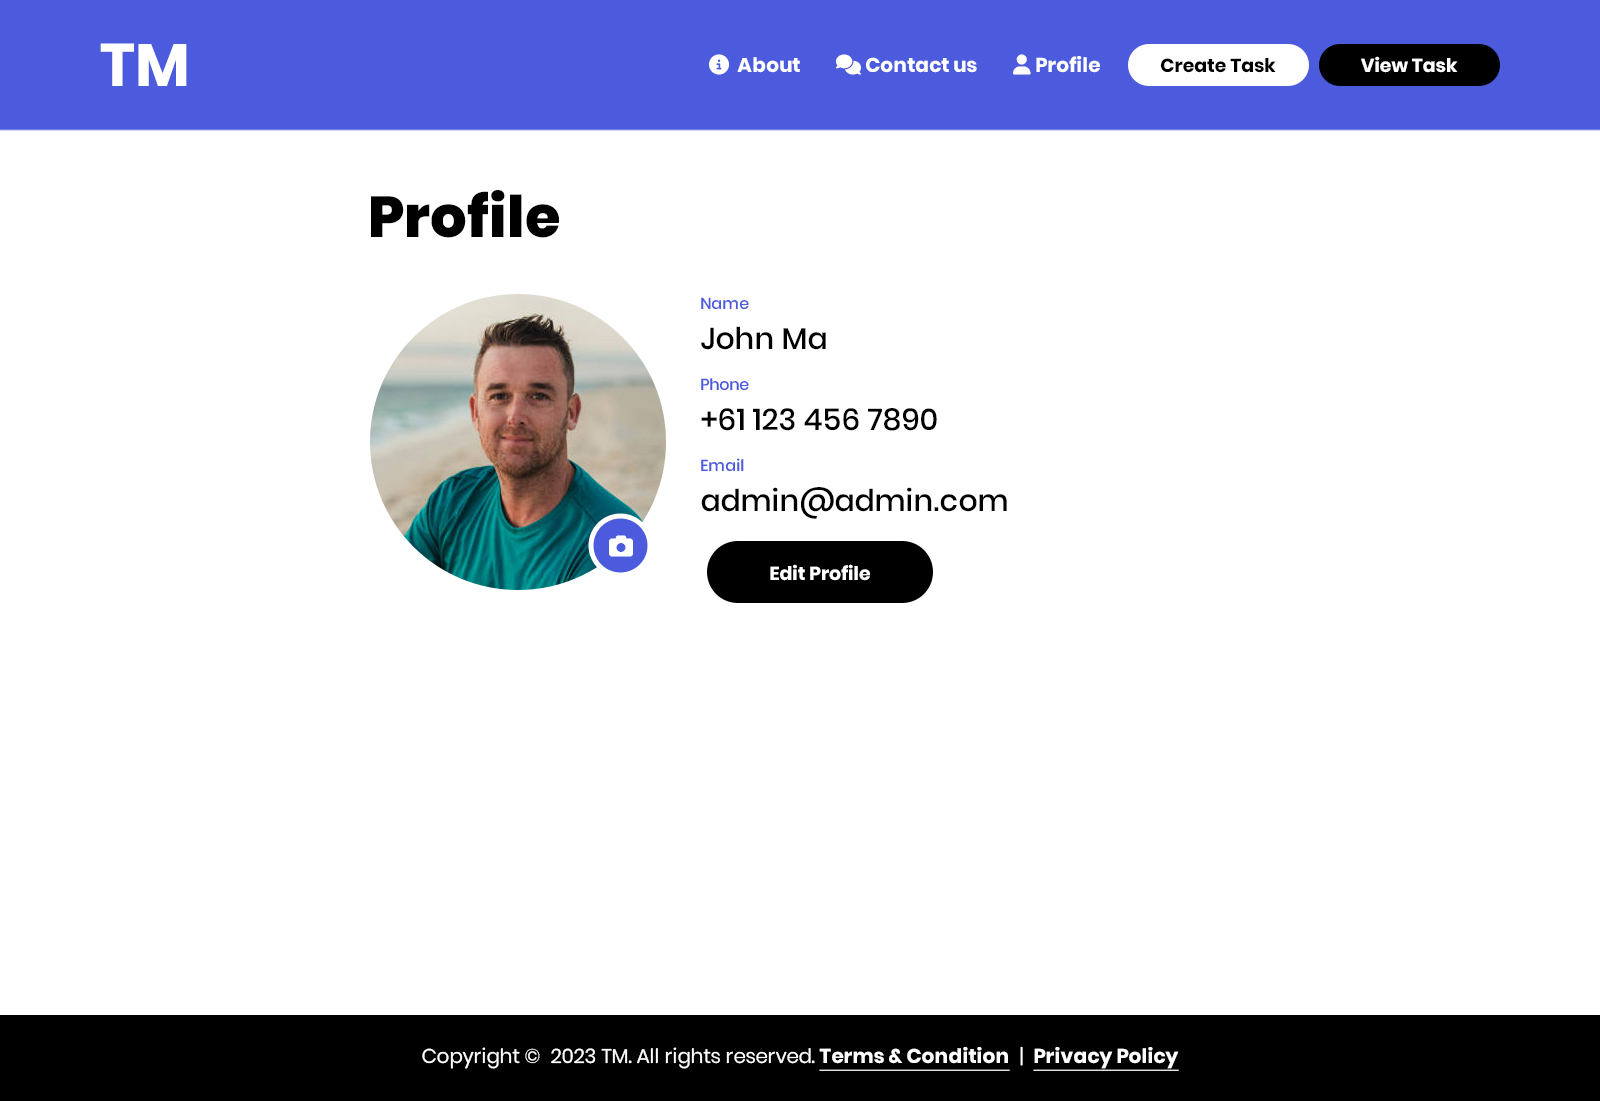 TM
About Contact us Profile Create Task View Task
Profile
Name
John Ma
Phone
+61 123 456 7890
Email
admin@admin.com
Edit Profile
Copyright © 2023 TM. All rights reserved. Terms & Condition | Privacy Policy